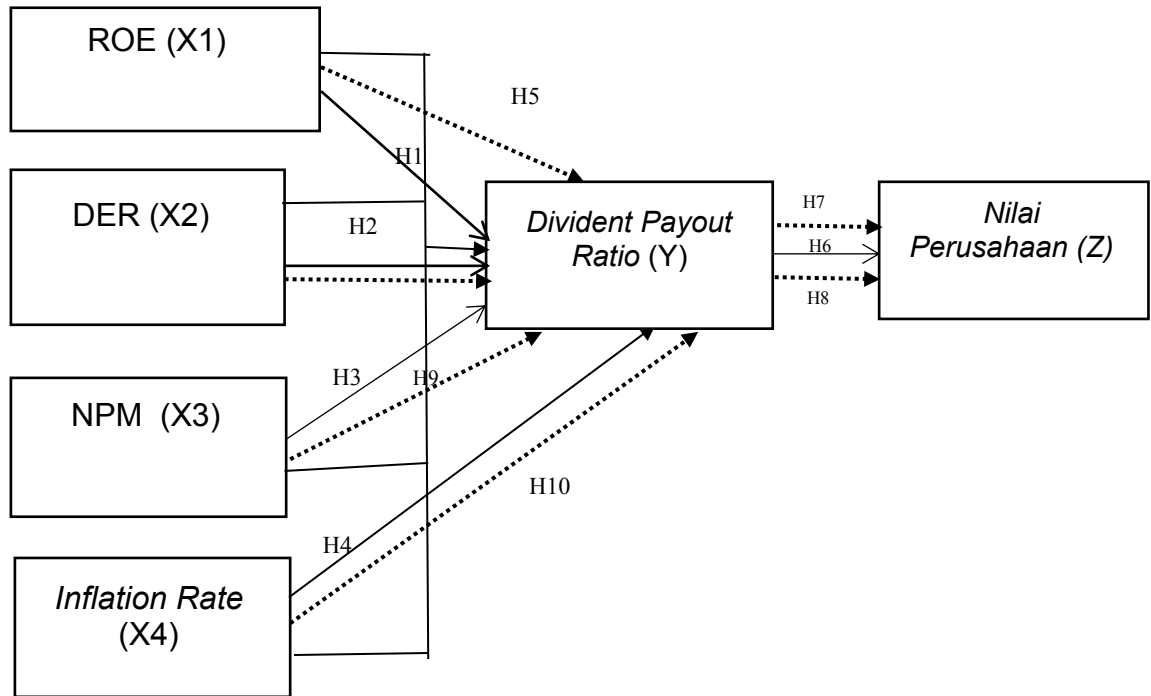 ROE (X1)
H5
H1
DER (X2)
H2
Divident Payout
Ratio (Y)
H7
H6
H8
Nilai
Perusahaan (Z)
NPM (X3)
H3
H9
H10
H4
Inflation Rate
(X4)